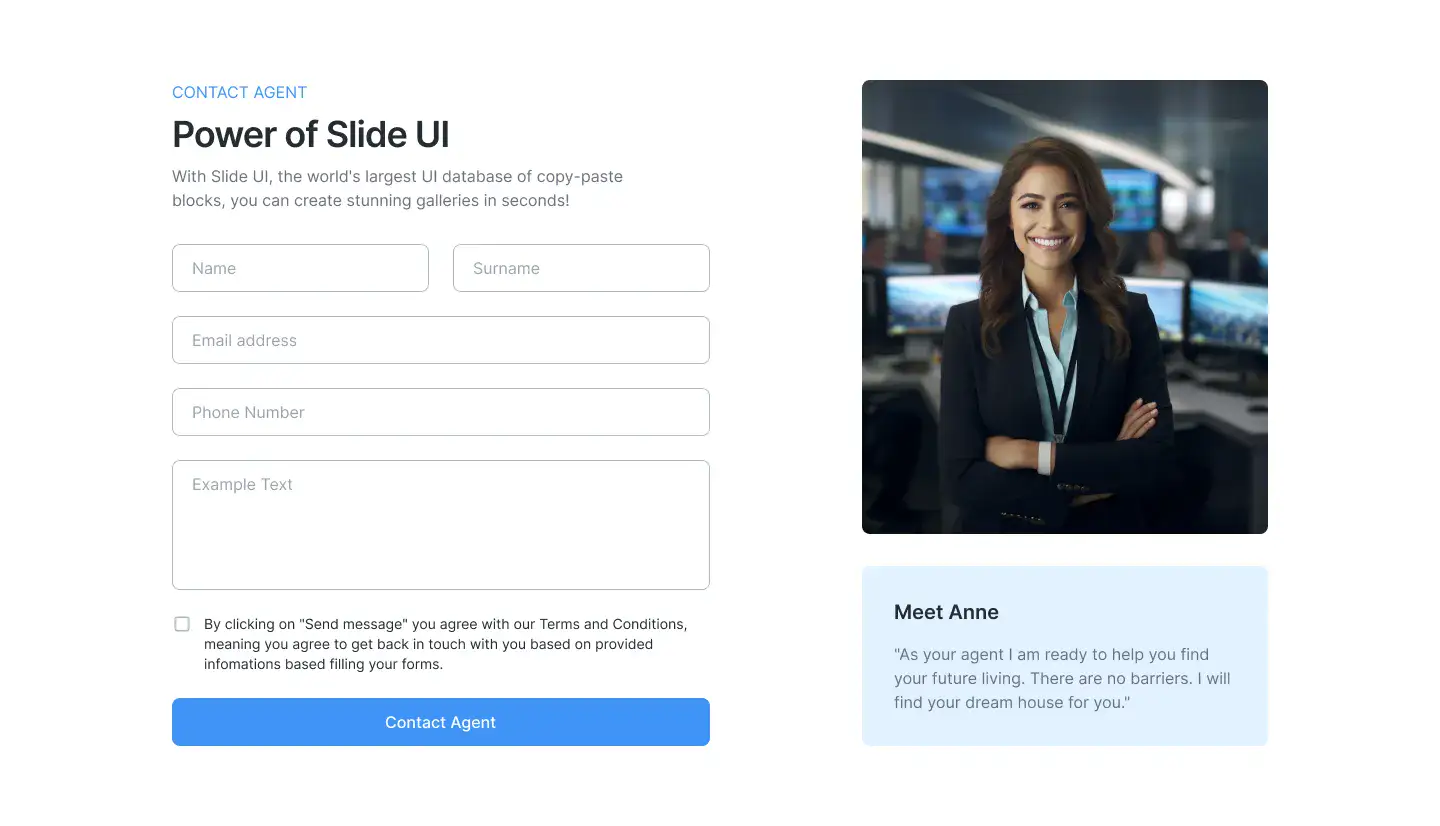 CONTACT AGENT
Power of Slide UI
With Slide UI, the world's largest UI database of copy-paste
blocks, you can create stunning galleries in seconds!
Name
Surname
Email address
Phone Number
Example Text
By clicking on "Send message" you agree with our Terms and Conditions,
meaning you agree to get back in touch with you based on provided
infomations based filling your forms.
Contact Agent
Meet Anne
"As your agent I am ready to help you find
your future living. There are no barriers. I will
find your dream house for you."